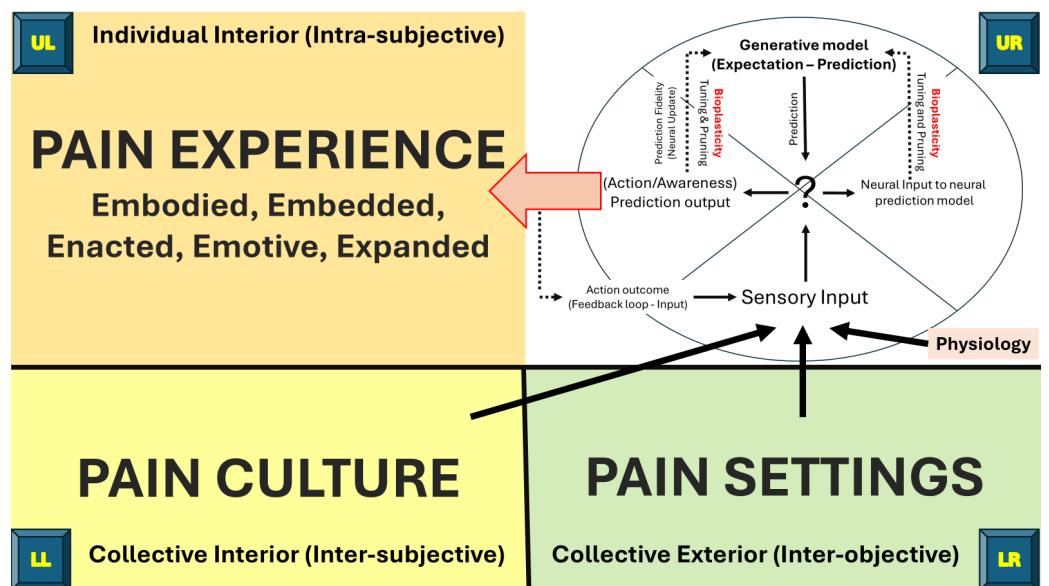 UL
Individual Interior (Intra-subjective)
PAIN EXPERIENCE
Embodied, Embedded,
Enacted, Emotive, Expanded
UR
Generative model
(Expectation – Prediction)
Prediction Fidelity
(Neural Update)
Bioplasticity
Tuning & Pruning
Prediction
Bioplasticity
Tuning and Pruning
(Action/Awareness)
Prediction output
?
Neural Input to neural
prediction model
Action outcome
(Feedback loop - Input)
Sensory Input
Physiology
PAIN CULTURE
LL
Collective Interior (Inter-subjective)
PAIN SETTINGS
Collective Exterior (Inter-objective)
LR